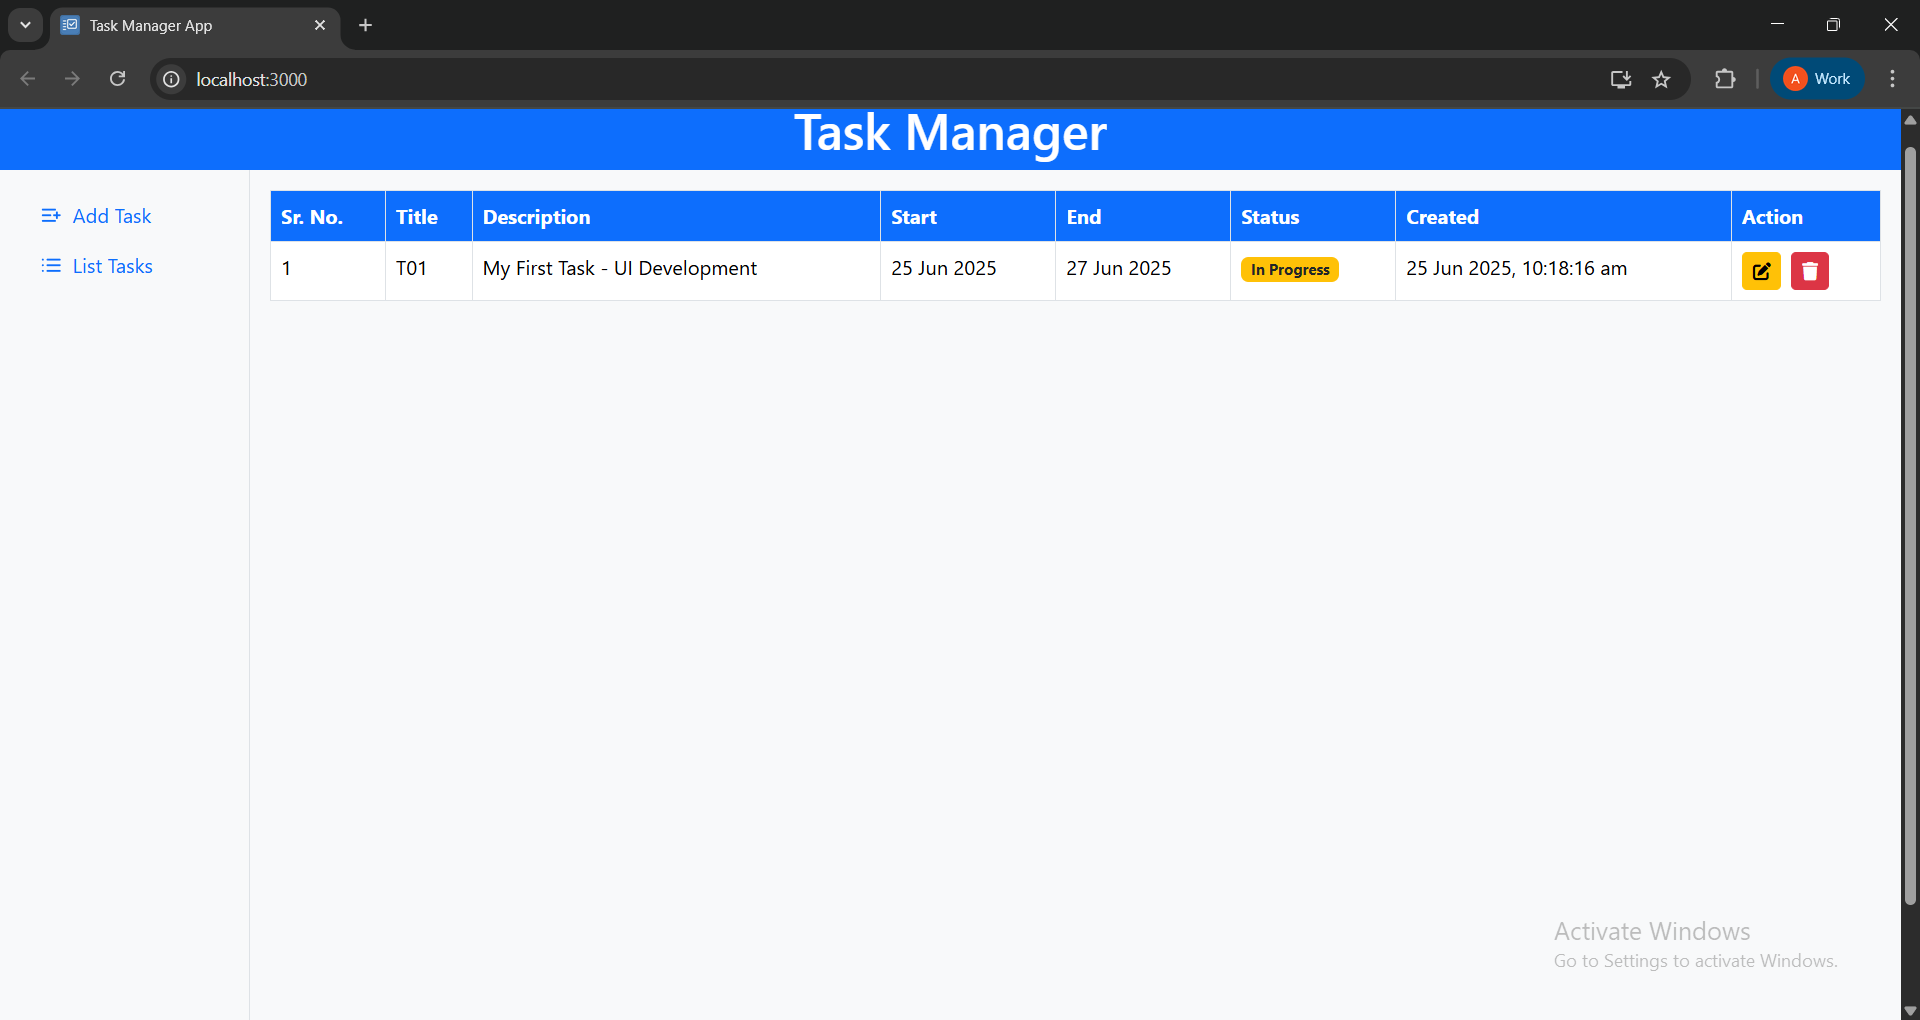 Task Manager App
localhost:3000
A Work
Task Manager
Add Task
List Tasks
Sr. No. Title Description Start End Status Created Action
1 T01 My First Task - UI Development 25 Jun 2025 27 Jun 2025 In Progress 25 Jun 2025, 10:18:16 am
Activate Windows
Go to Settings to activate Windows.